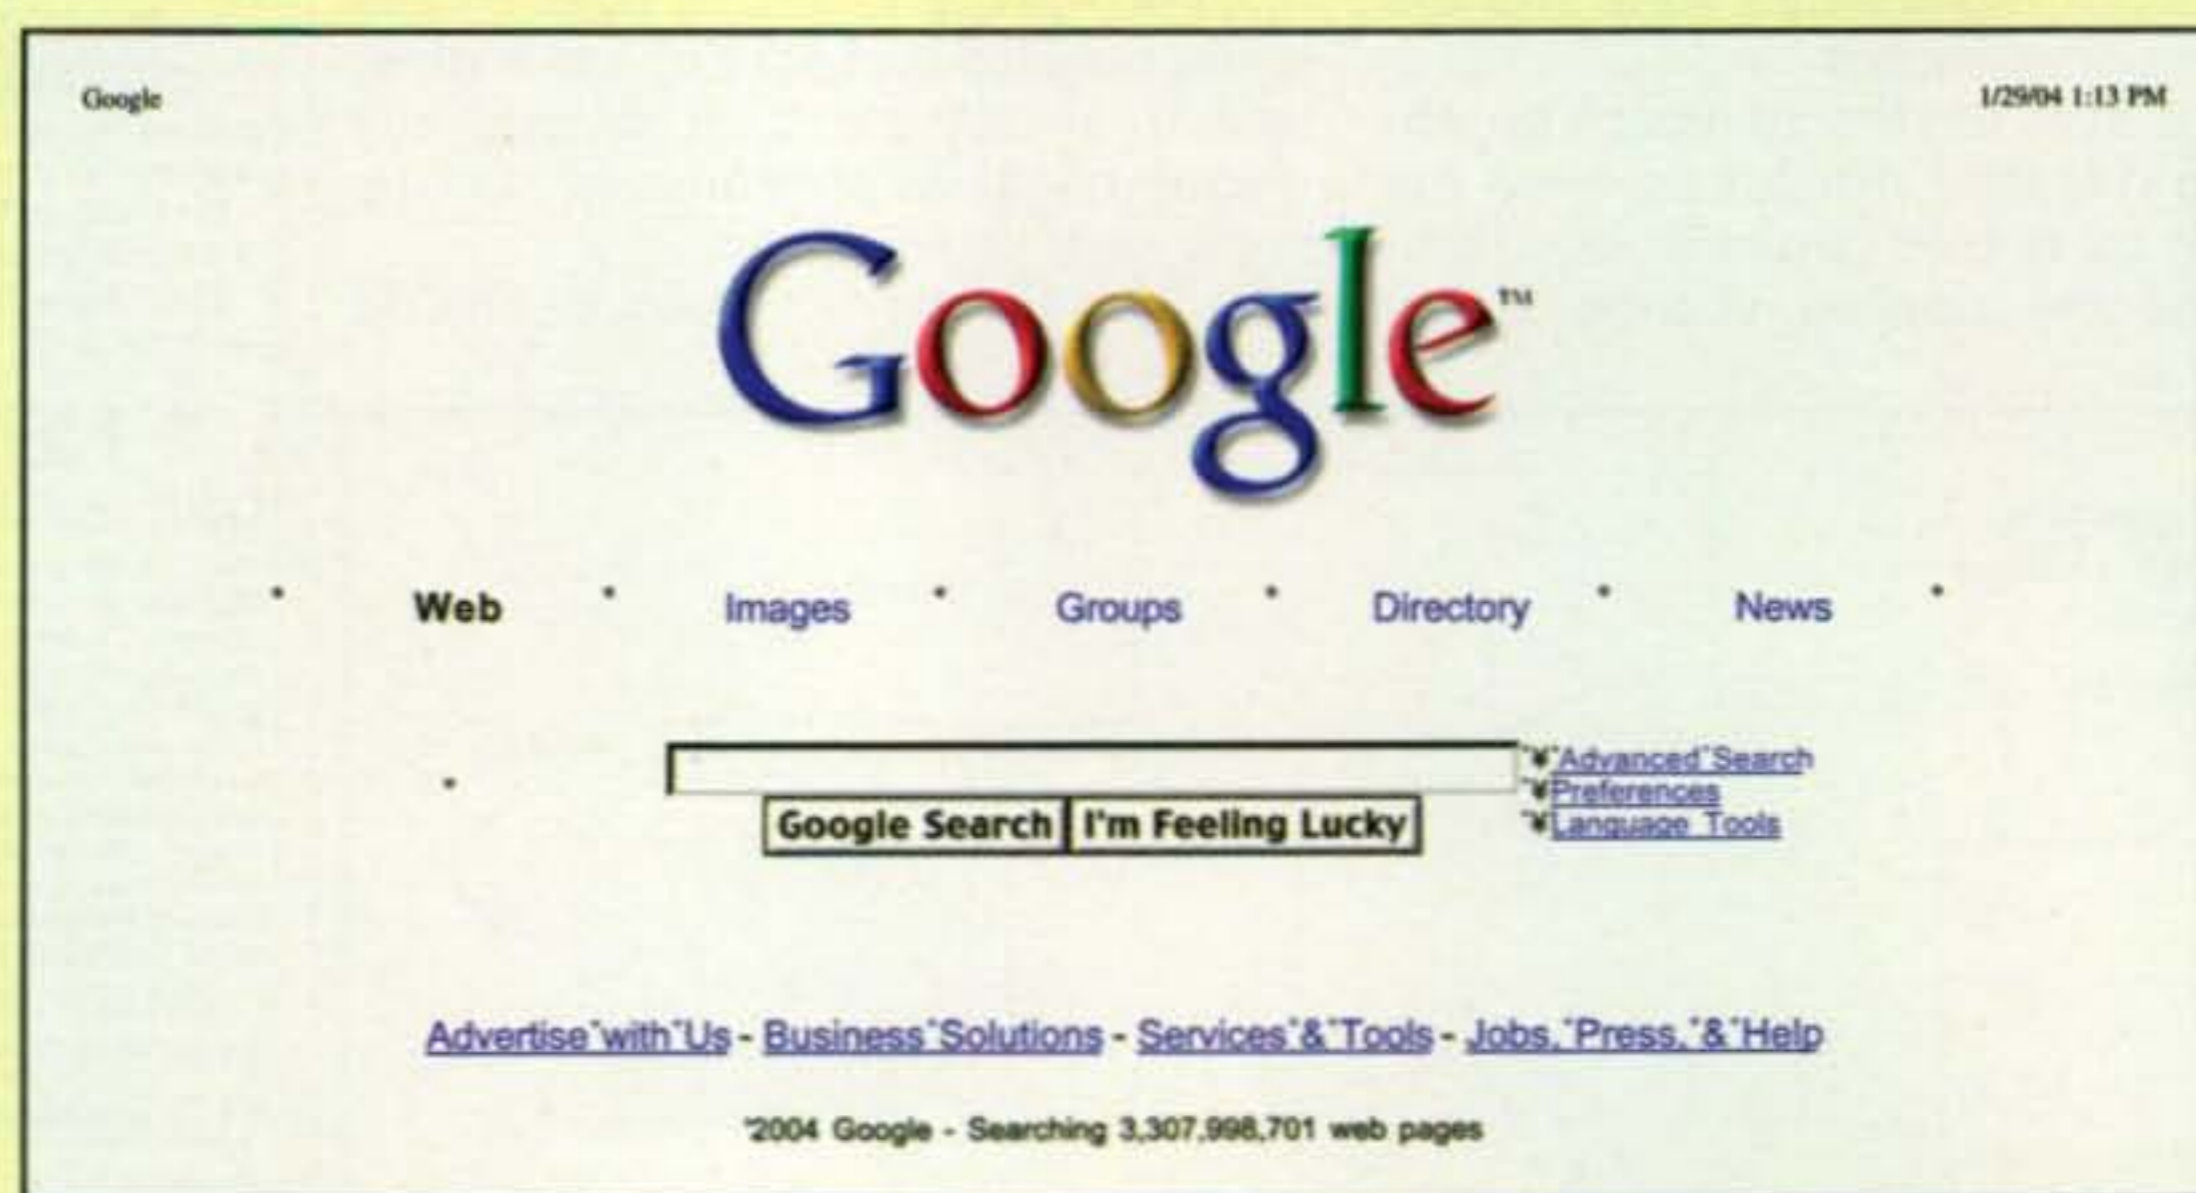 Google 1/29/04 1:13 PM
Google™
Web Images Groups Directory News
¥ Advanced Search
¥ Preferences
¥ Language Tools
Google Search I'm Feeling Lucky
Advertise with Us - Business Solutions - Services & Tools - Jobs, Press, & Help
2004 Google - Searching 3,307,998,701 web pages